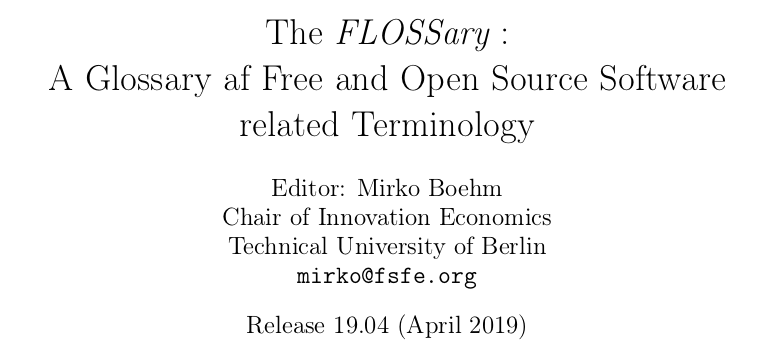 The FLOSSary :
A Glossary af Free and Open Source Software
related Terminology
Editor: Mirko Boehm
Chair of Innovation Economics
Technical University of Berlin
mirko@fsfe.org
Release 19.04 (April 2019)